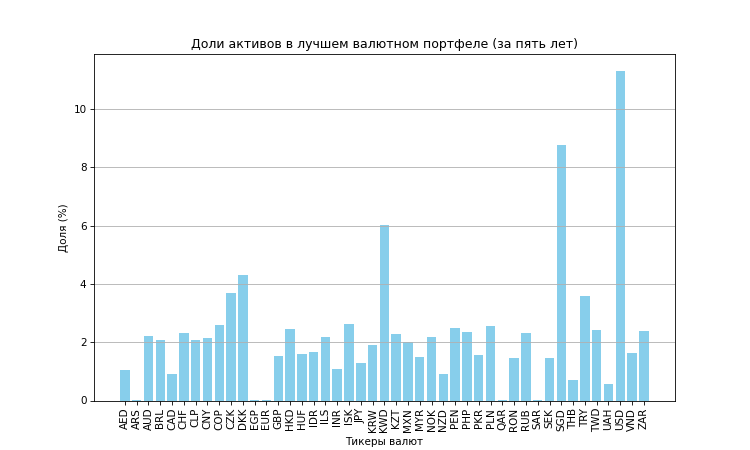 Доли активов в лучшем валютном портфеле (за пять лет)
Доля (%)
10
8
6
4
2
0
AED ARS AUD BRL CAD CHF CLP CNY COP CZK DKK EGP EUR GBP HKD HUF IDR ILS INR ISK JPY KRW KWD KZT MXN MYR NOK NZD PEN PHP PKR PLN QAR RON RUB SAR SEK SGD THB TRY TWD UAH USD VND ZAR
Тикеры валют